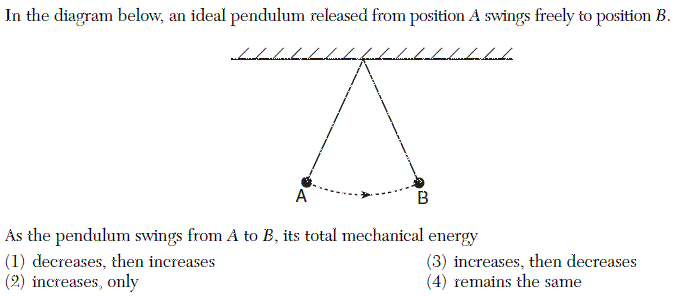 In the diagram below, an ideal pendulum released from position A swings freely to position B.
A
B
As the pendulum swings from A to B, its total mechanical energy
(1) decreases, then increases
(3) increases, then decreases
(2) increases, only
(4) remains the same